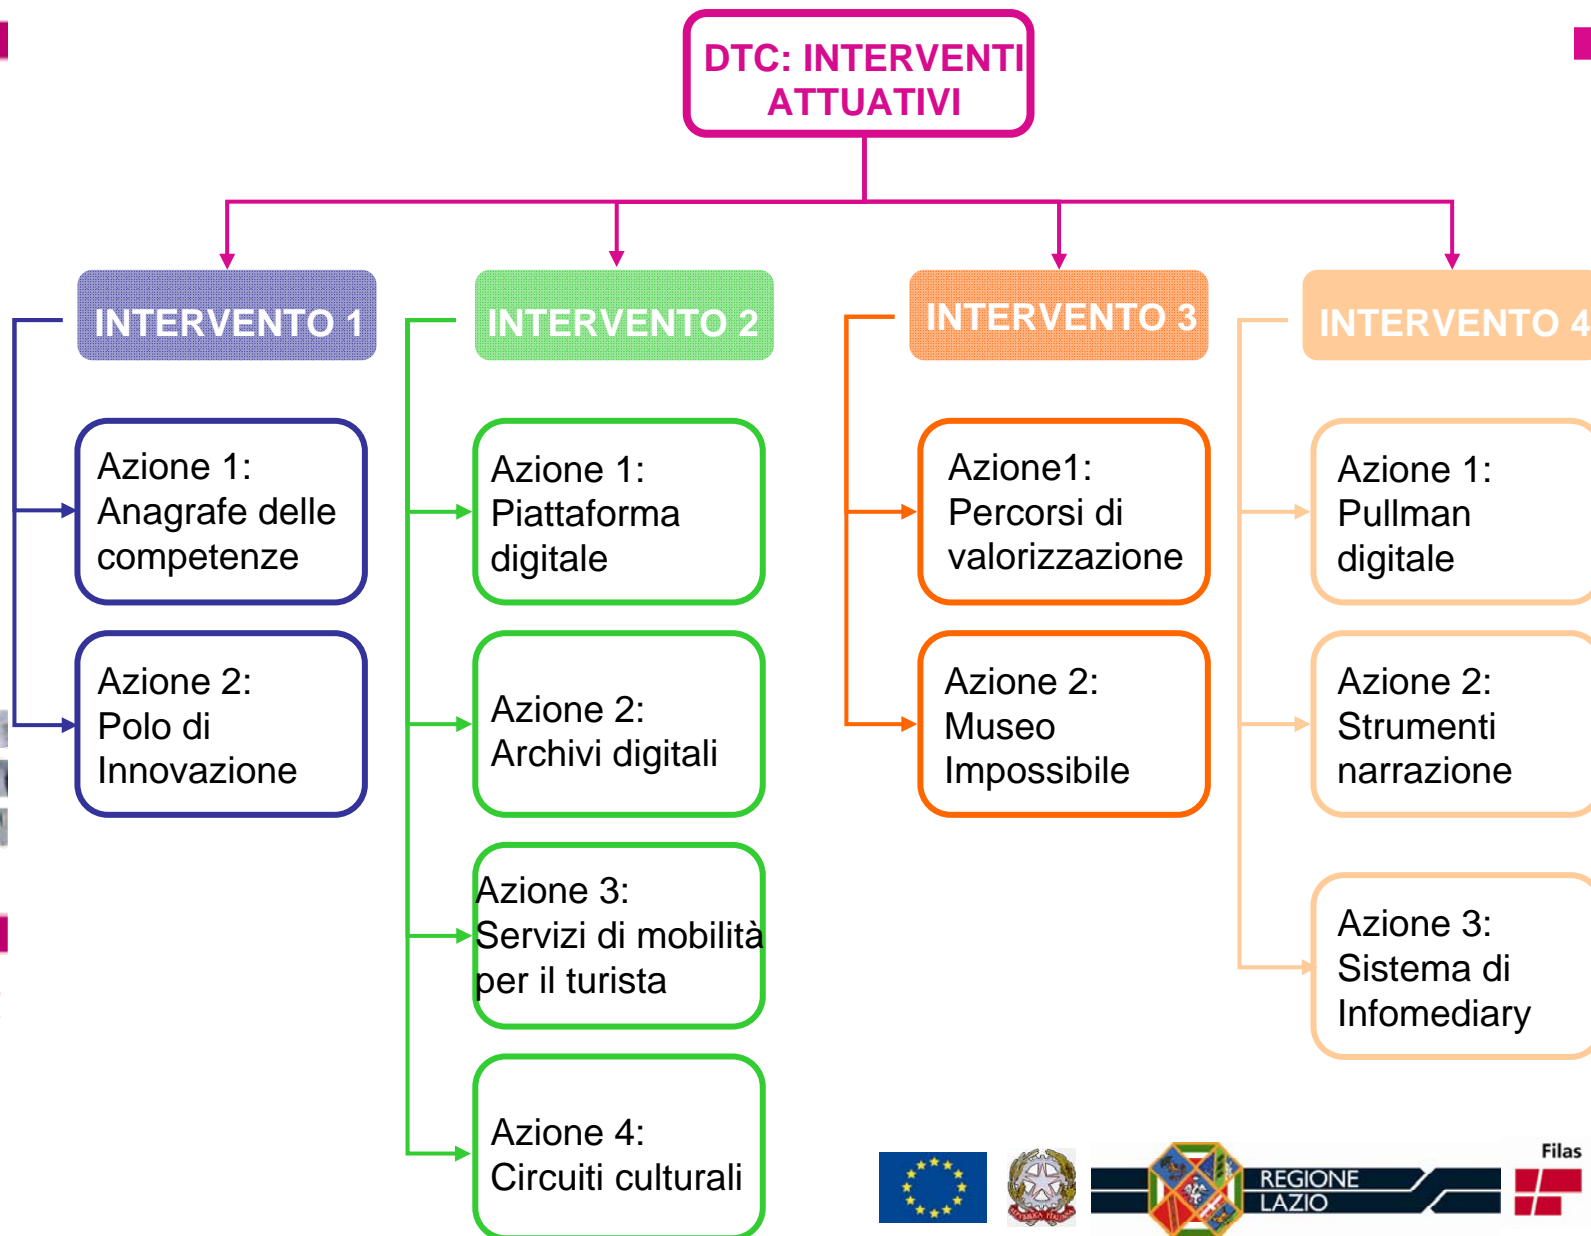 DTC: INTERVENTI
ATTUATIVI
INTERVENTO 1
Azione 1:
Anagrafe delle
competenze
Azione 2:
Polo di
Innovazione
INTERVENTO 2
Azione 1:
Piattaforma
digitale
Azione 2:
Archivi digitali
Azione 3:
Servizi di mobilità
per il turista
Azione 4:
Circuiti culturali
INTERVENTO 3
Azione1:
Percorsi di
valorizzazione
Azione 2:
Museo
Impossibile
INTERVENTO 4
Azione 1:
Pullman
digitale
Azione 2:
Strumenti
narrazione
Azione 3:
Sistema di
Infomediary
REGIONE
LAZIO
Filas